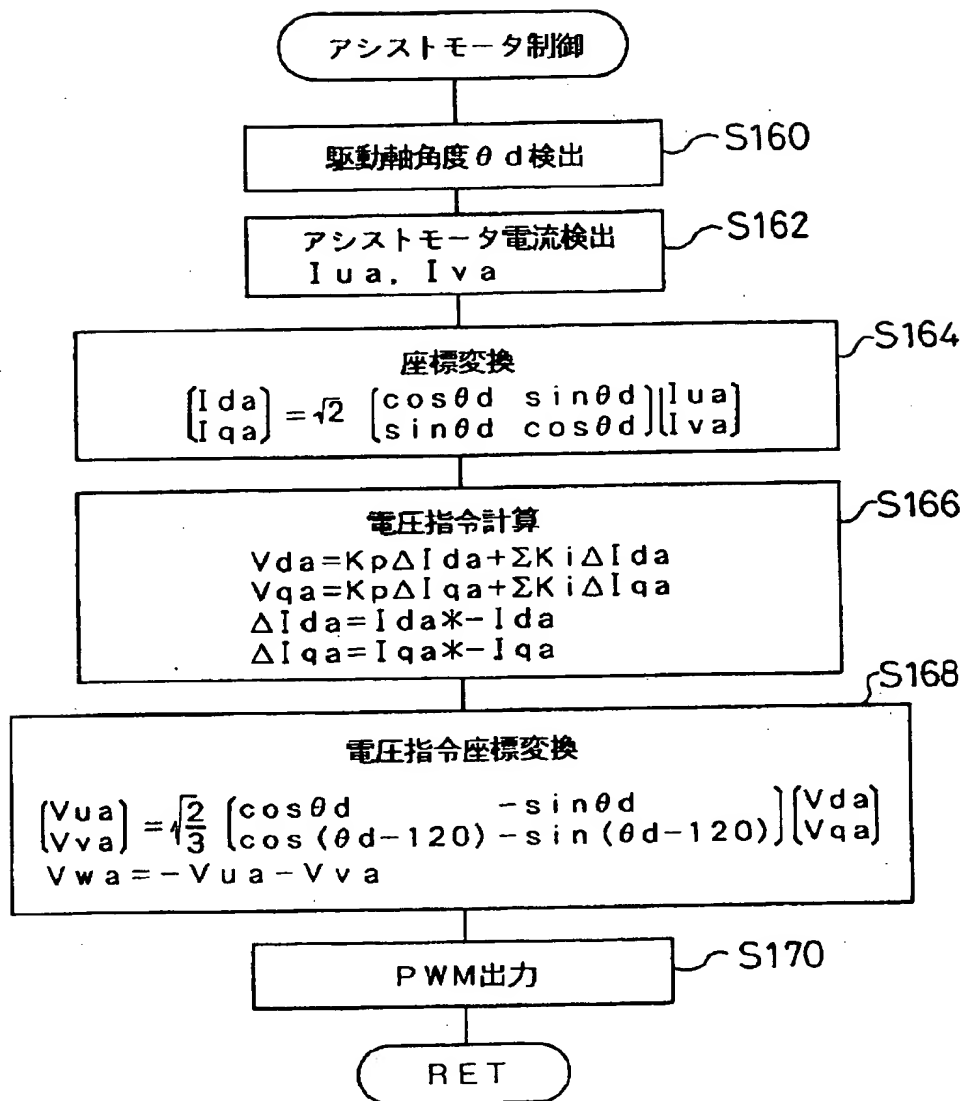 アシストモータ制御
駆動軸角度θd検出
S160
アシストモータ電流検出
Iua, Iva
S162
座標変換
S164
[Ida] = √2 [cosθd sinθd][Iua]
[Iqa] [sinθd cosθd][Iva]
電圧指令計算
S166
Vda=KpΔIda+ΣKiΔIda
Vqa=KpΔIqa+ΣKiΔIqa
ΔIda=Ida*-Ida
ΔIqa=Iqa*-Iqa
S168
電圧指令座標変換
[Vua] = √2/3 [cosθd -sinθd][Vda]
[Vva] [cos(θd-120) -sin(θd-120)][Vqa]
Vwa=-Vua-Vva
PWM出力
S170
RET